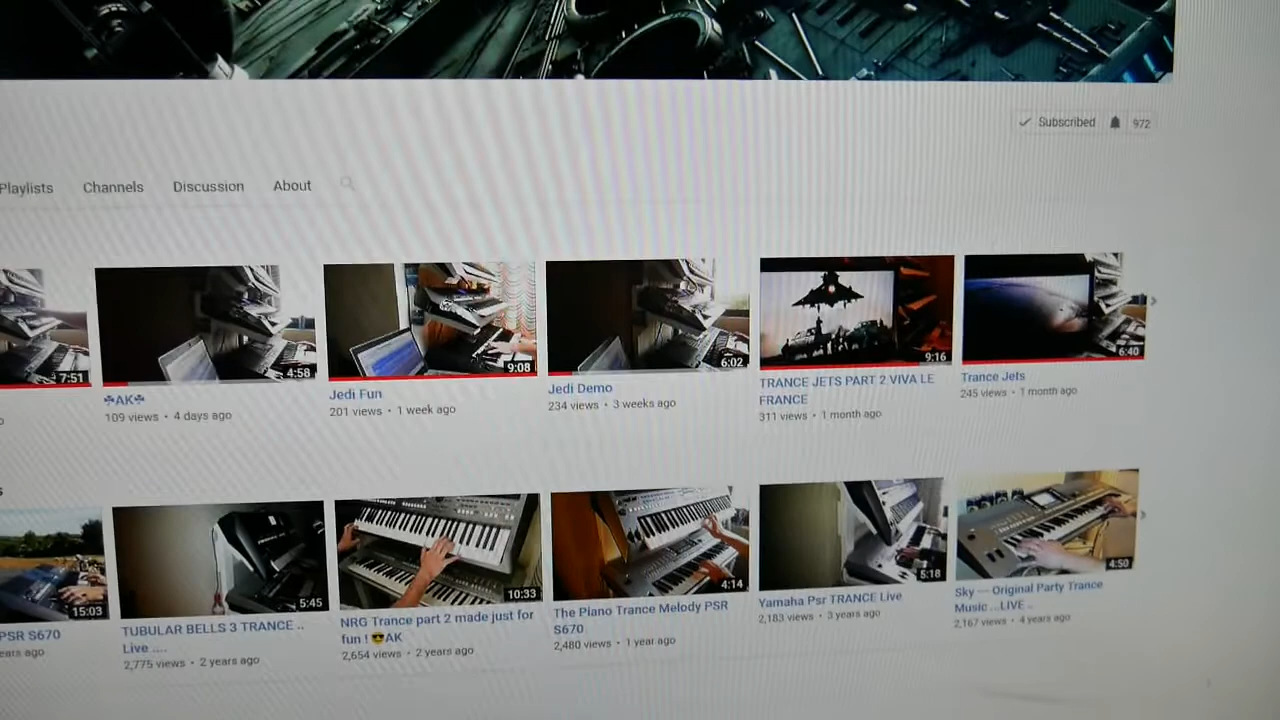 Subscribed 972
Playlists Channels Discussion About
7:51 4:58 9:08 6:02 9:16 6:40
☘AK☘
109 views • 4 days ago
Jedi Fun
201 views • 1 week ago
Jedi Demo
234 views • 3 weeks ago
TRANCE JETS PART 2 VIVA LE
FRANCE
311 views • 1 month ago
Trance Jets
245 views • 1 month ago
15:03 5:45 10:33 4:14 5:18 4:50
PSR S670
ears ago
TUBULAR BELLS 3 TRANCE ..
Live ....
2,775 views • 2 years ago
NRG Trance part 2 made just for
fun ! 😎AK
2,654 views • 2 years ago
The Piano Trance Melody PSR
S670
2,480 views • 1 year ago
Yamaha Psr TRANCE Live
2,183 views • 3 years ago
Sky --- Original Party Trance
Music ...LIVE ..
2,167 views • 4 years ago